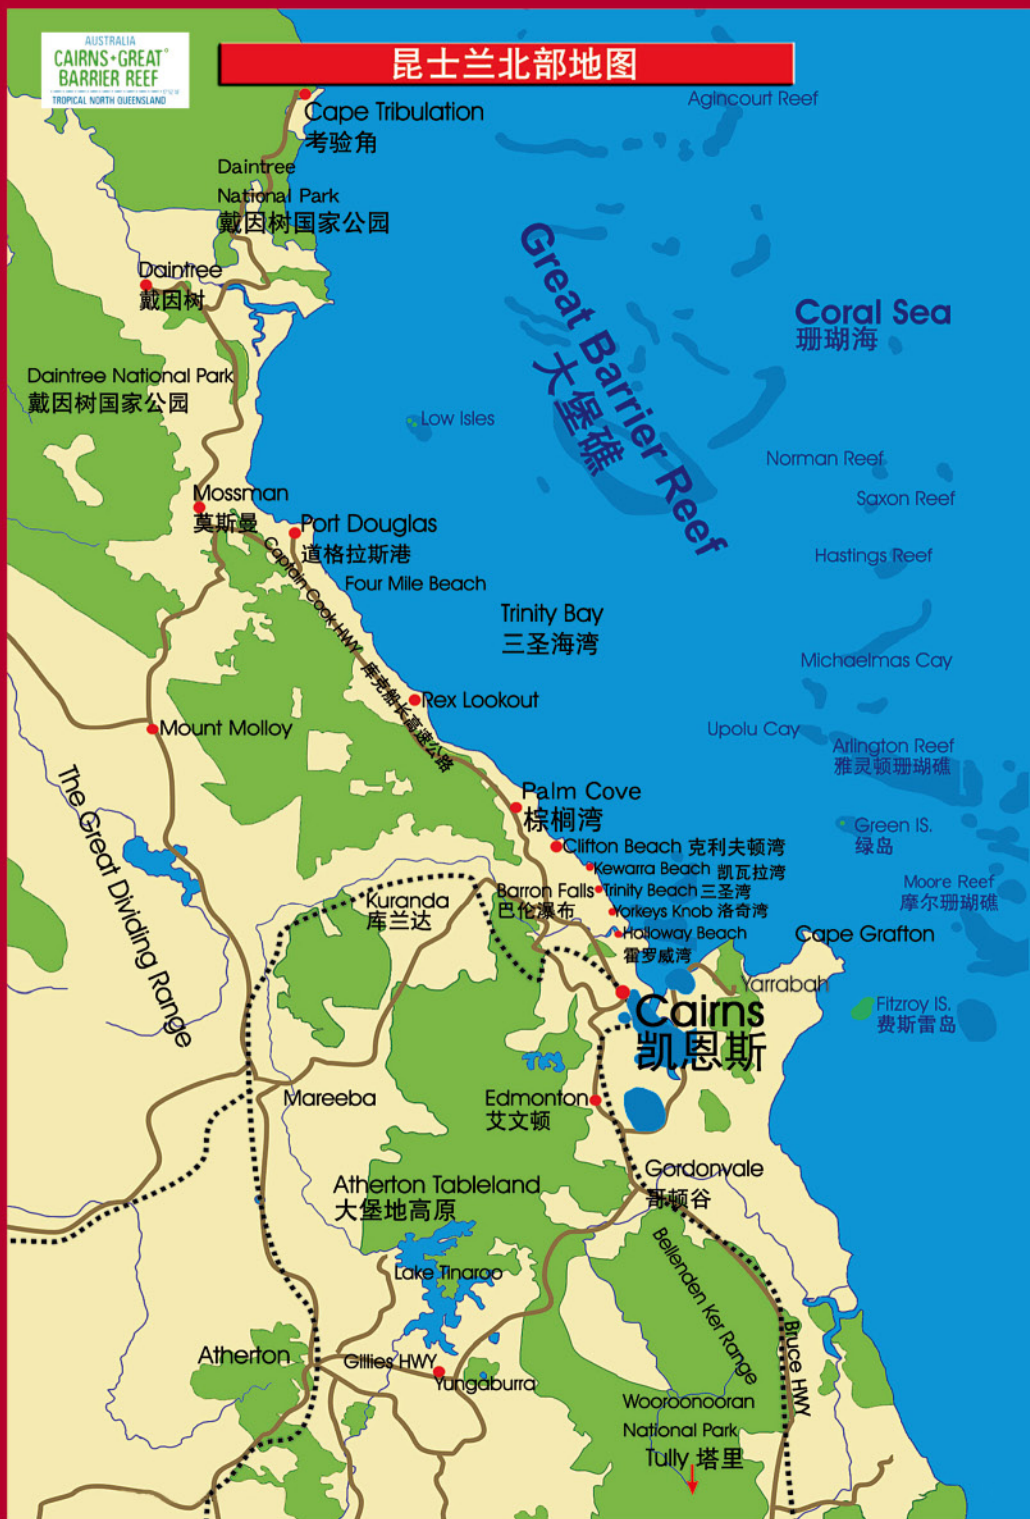 AUSTRALIA
CAIRNS+GREAT°
BARRIER REEF
TROPICAL NORTH QUEENSLAND
昆士兰北部地图
Agincourt Reef
Cape Tribulation
考验角
Daintree
National Park
戴因树国家公园
Daintree
戴因树
Great Barrier Reef
大堡礁
Coral Sea
珊瑚海
Daintree National Park
戴因树国家公园
Low Isles
Norman Reef
Saxon Reef
Mossman
莫斯曼
Port Douglas
道格拉斯港
Captain Cook HWY 库克船长高速公路
Four Mile Beach
Hastings Reef
Trinity Bay
三圣海湾
Michaelmas Cay
Rex Lookout
Mount Molloy
Upolu Cay
Arlington Reef
雅灵顿珊瑚礁
The Great Dividing Range
Palm Cove
棕榈湾
Green IS.
绿岛
Clifton Beach 克利夫顿湾
Kewarra Beach 凯瓦拉湾
Barron Falls
巴伦瀑布
Trinity Beach 三圣湾
Kuranda
库兰达
Yorkeys Knob 洛奇湾
Moore Reef
摩尔珊瑚礁
Holloway Beach
霍罗威湾
Cape Grafton
Yarrabah
Cairns
凯恩斯
Fitzroy IS.
费斯雷岛
Mareeba
Edmonton
艾文顿
Gordonvale
哥顿谷
Atherton Tableland
大堡地高原
Lake Tinaroo
Bellenden Ker Range
Bruce HWY
Atherton
Gillies HWY
Yungaburra
Wooroonooran
National Park
Tully 塔里